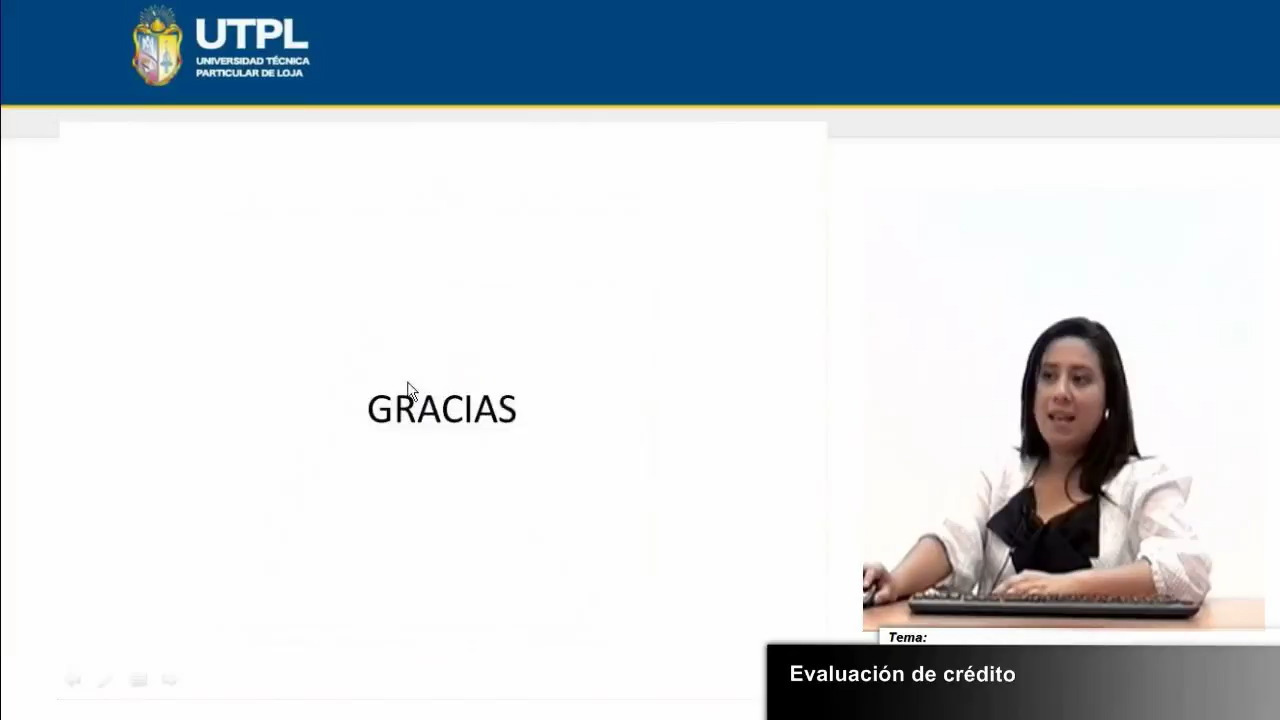 UTPL
UNIVERSIDAD TÉCNICA
PARTICULAR DE LOJA
GRACIAS
Tema:
Evaluación de crédito